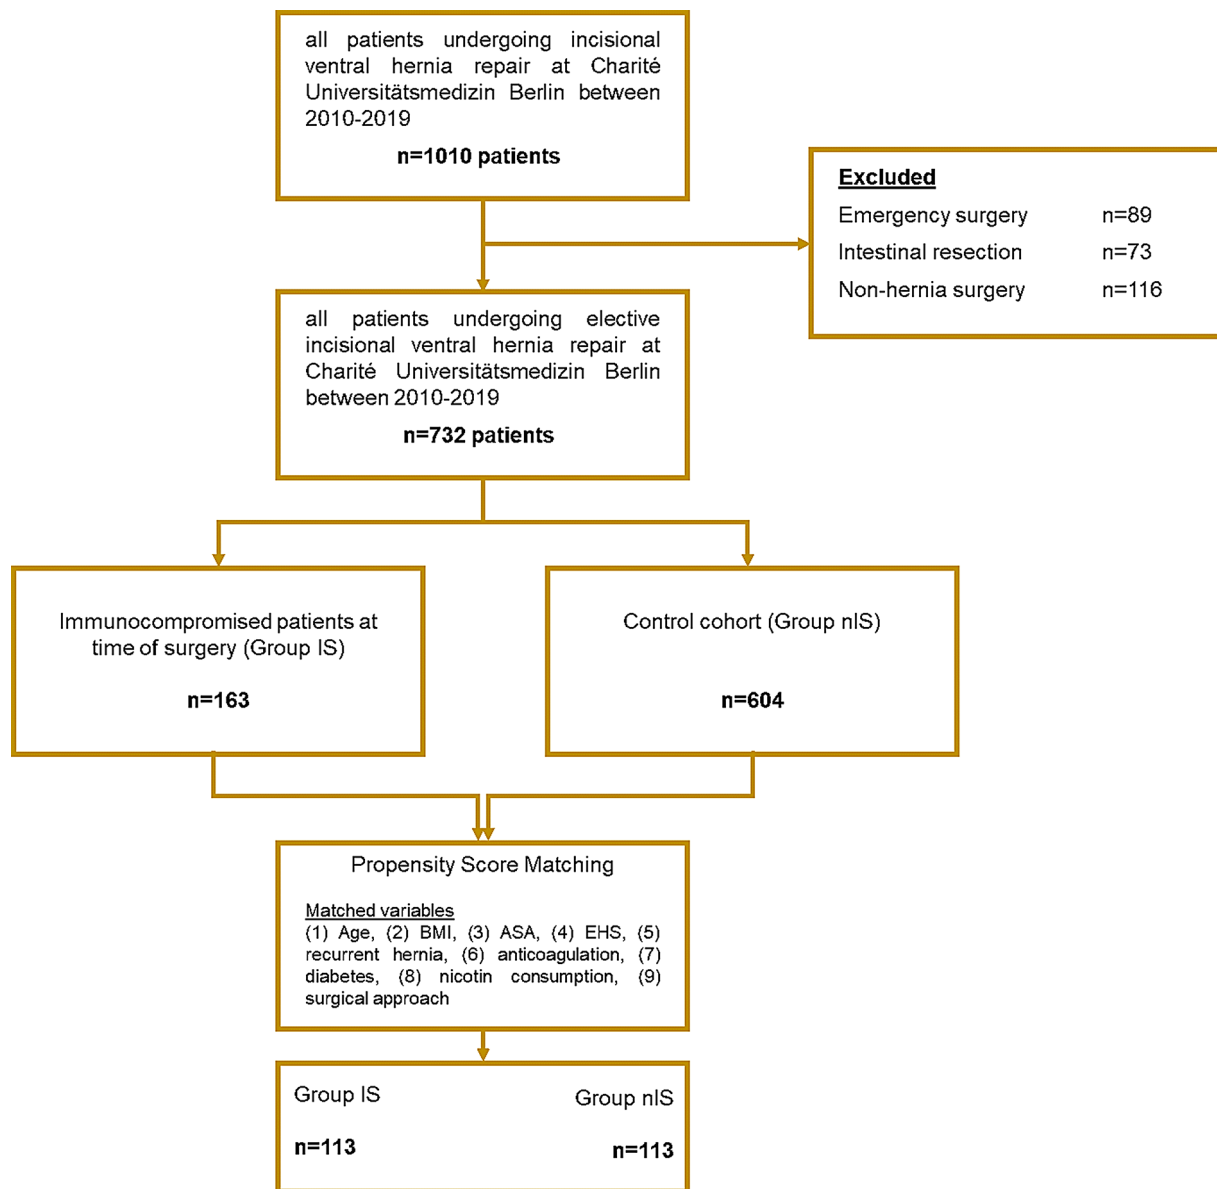 all patients undergoing incisional
ventral hernia repair at Charité
Universitätsmedizin Berlin between
2010-2019
n=1010 patients
Excluded
Emergency surgery n=89
Intestinal resection n=73
Non-hernia surgery n=116
all patients undergoing elective
incisional ventral hernia repair at
Charité Universitätsmedizin Berlin
between 2010-2019
n=732 patients
Immunocompromised patients at
time of surgery (Group IS)
n=163
Control cohort (Group nIS)
n=604
Propensity Score Matching
Matched variables
(1) Age, (2) BMI, (3) ASA, (4) EHS, (5)
recurrent hernia, (6) anticoagulation, (7)
diabetes, (8) nicotin consumption, (9)
surgical approach
Group IS
n=113
Group nIS
n=113